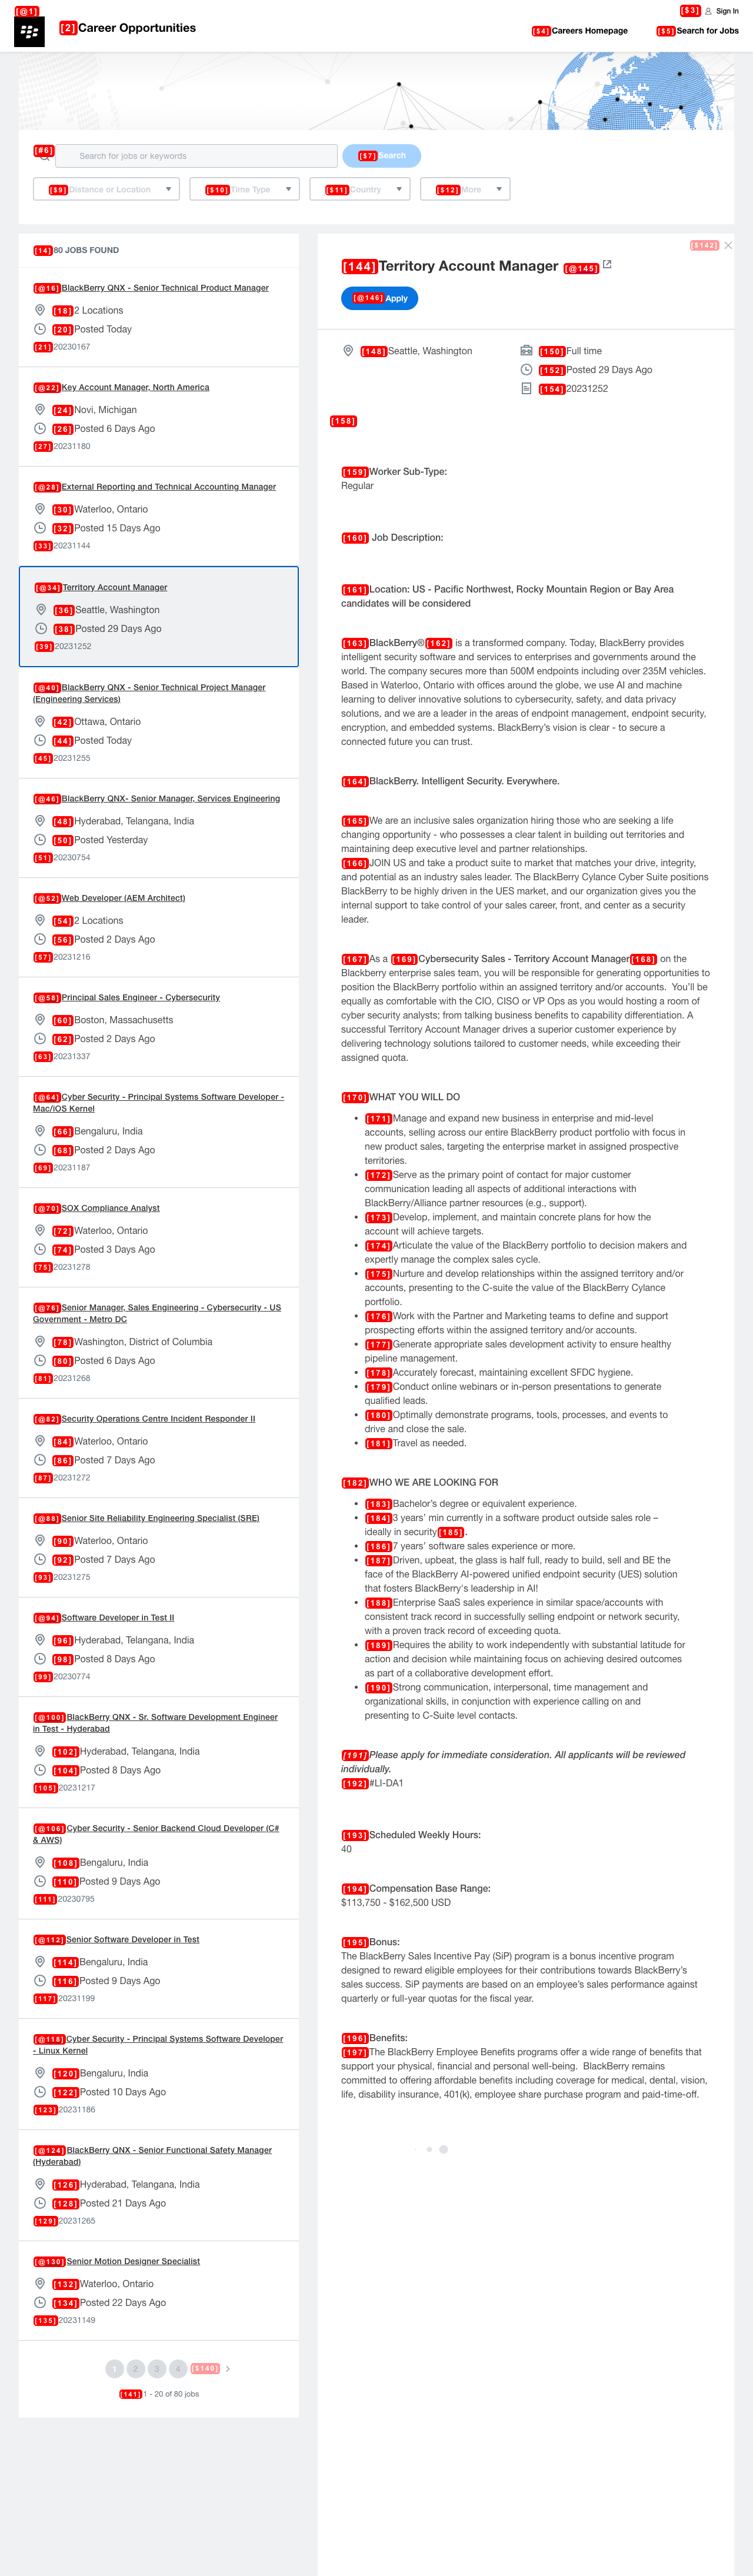 [@1]
[2]Career Opportunities
[$3] Sign In
[$4]Careers Homepage
[$5]Search for Jobs
[#6]
Search for jobs or keywords
[$7]Search
[$9]Distance or Location
[$10]Time Type
[$11]Country
[$12]More
[14]80 JOBS FOUND
[@16]BlackBerry QNX - Senior Technical Product Manager
[18]2 Locations
[20]Posted Today
[21]20230167
[@22]Key Account Manager, North America
[24]Novi, Michigan
[26]Posted 6 Days Ago
[27]20231180
[@28]External Reporting and Technical Accounting Manager
[30]Waterloo, Ontario
[32]Posted 15 Days Ago
[33]20231144
[@34]Territory Account Manager
[36]Seattle, Washington
[38]Posted 29 Days Ago
[39]20231252
[@40]BlackBerry QNX - Senior Technical Project Manager
(Engineering Services)
[42]Ottawa, Ontario
[44]Posted Today
[45]20231255
[@46]BlackBerry QNX- Senior Manager, Services Engineering
[48]Hyderabad, Telangana, India
[50]Posted Yesterday
[51]20230754
[@52]Web Developer (AEM Architect)
[54]2 Locations
[56]Posted 2 Days Ago
[57]20231216
[@58]Principal Sales Engineer - Cybersecurity
[60]Boston, Massachusetts
[62]Posted 2 Days Ago
[63]20231337
[@64]Cyber Security - Principal Systems Software Developer -
Mac/iOS Kernel
[66]Bengaluru, India
[68]Posted 2 Days Ago
[69]20231187
[@70]SOX Compliance Analyst
[72]Waterloo, Ontario
[74]Posted 3 Days Ago
[75]20231278
[@76]Senior Manager, Sales Engineering - Cybersecurity - US
Government - Metro DC
[78]Washington, District of Columbia
[80]Posted 6 Days Ago
[81]20231268
[@82]Security Operations Centre Incident Responder II
[84]Waterloo, Ontario
[86]Posted 7 Days Ago
[87]20231272
[@88]Senior Site Reliability Engineering Specialist (SRE)
[90]Waterloo, Ontario
[92]Posted 7 Days Ago
[93]20231275
[@94]Software Developer in Test II
[96]Hyderabad, Telangana, India
[98]Posted 8 Days Ago
[99]20230774
[@100]BlackBerry QNX - Sr. Software Development Engineer
in Test - Hyderabad
[102]Hyderabad, Telangana, India
[104]Posted 8 Days Ago
[105]20231217
[@106]Cyber Security - Senior Backend Cloud Developer (C#
& AWS)
[108]Bengaluru, India
[110]Posted 9 Days Ago
[111]20230795
[@112]Senior Software Developer in Test
[114]Bengaluru, India
[116]Posted 9 Days Ago
[117]20231199
[@118]Cyber Security - Principal Systems Software Developer
- Linux Kernel
[120]Bengaluru, India
[122]Posted 10 Days Ago
[123]20231186
[@124]BlackBerry QNX - Senior Functional Safety Manager
(Hyderabad)
[126]Hyderabad, Telangana, India
[128]Posted 21 Days Ago
[129]20231265
[@130]Senior Motion Designer Specialist
[132]Waterloo, Ontario
[134]Posted 22 Days Ago
[135]20231149
1 2 3 4 [$140]
[141]1 - 20 of 80 jobs
[$142]
[144]Territory Account Manager [@145]
[@146]Apply
[148]Seattle, Washington
[150]Full time
[152]Posted 29 Days Ago
[154]20231252
[158]
[159]Worker Sub-Type:
Regular
[160] Job Description:
[161]Location: US - Pacific Northwest, Rocky Mountain Region or Bay Area
candidates will be considered
[163]BlackBerry®[162] is a transformed company. Today, BlackBerry provides
intelligent security software and services to enterprises and governments around the
world. The company secures more than 500M endpoints including over 235M vehicles.
Based in Waterloo, Ontario with offices around the globe, we use AI and machine
learning to deliver innovative solutions to cybersecurity, safety, and data privacy
solutions, and we are a leader in the areas of endpoint management, endpoint security,
encryption, and embedded systems. BlackBerry's vision is clear - to secure a
connected future you can trust.
[164]BlackBerry. Intelligent Security. Everywhere.
[165]We are an inclusive sales organization hiring those who are seeking a life
changing opportunity - who possesses a clear talent in building out territories and
maintaining deep executive level and partner relationships.
[166]JOIN US and take a product suite to market that matches your drive, integrity,
and potential as an industry sales leader. The BlackBerry Cylance Cyber Suite positions
BlackBerry to be highly driven in the UES market, and our organization gives you the
internal support to take control of your sales career, front, and center as a security
leader.
[167]As a [169]Cybersecurity Sales - Territory Account Manager[168] on the
Blackberry enterprise sales team, you will be responsible for generating opportunities to
position the BlackBerry portfolio within an assigned territory and/or accounts.  You'll be
equally as comfortable with the CIO, CISO or VP Ops as you would hosting a room of
cyber security analysts; from talking business benefits to capability differentiation. A
successful Territory Account Manager drives a superior customer experience by
delivering technology solutions tailored to customer needs, while exceeding their
assigned quota.
[170]WHAT YOU WILL DO
• [171]Manage and expand new business in enterprise and mid-level
accounts, selling across our entire BlackBerry product portfolio with focus in
new product sales, targeting the enterprise market in assigned prospective
territories.
• [172]Serve as the primary point of contact for major customer
communication leading all aspects of additional interactions with
BlackBerry/Alliance partner resources (e.g., support).
• [173]Develop, implement, and maintain concrete plans for how the
account will achieve targets.
• [174]Articulate the value of the BlackBerry portfolio to decision makers and
expertly manage the complex sales cycle.
• [175]Nurture and develop relationships within the assigned territory and/or
accounts, presenting to the C-suite the value of the BlackBerry Cylance
portfolio.
• [176]Work with the Partner and Marketing teams to define and support
prospecting efforts within the assigned territory and/or accounts.
• [177]Generate appropriate sales development activity to ensure healthy
pipeline management.
• [178]Accurately forecast, maintaining excellent SFDC hygiene.
• [179]Conduct online webinars or in-person presentations to generate
qualified leads.
• [180]Optimally demonstrate programs, tools, processes, and events to
drive and close the sale.
• [181]Travel as needed.
[182]WHO WE ARE LOOKING FOR
• [183]Bachelor's degree or equivalent experience.
• [184]3 years' min currently in a software product outside sales role –
ideally in security[185].
• [186]7 years' software sales experience or more.
• [187]Driven, upbeat, the glass is half full, ready to build, sell and BE the
face of the BlackBerry AI-powered unified endpoint security (UES) solution
that fosters BlackBerry's leadership in AI!
• [188]Enterprise SaaS sales experience in similar space/accounts with
consistent track record in successfully selling endpoint or network security,
with a proven track record of exceeding quota.
• [189]Requires the ability to work independently with substantial latitude for
action and decision while maintaining focus on achieving desired outcomes
as part of a collaborative development effort.
• [190]Strong communication, interpersonal, time management and
organizational skills, in conjunction with experience calling on and
presenting to C-Suite level contacts.
[191]Please apply for immediate consideration. All applicants will be reviewed
individually.
[192]#LI-DA1
[193]Scheduled Weekly Hours:
40
[194]Compensation Base Range:
$113,750 - $162,500 USD
[195]Bonus:
The BlackBerry Sales Incentive Pay (SiP) program is a bonus incentive program
designed to reward eligible employees for their contributions towards BlackBerry's
sales success. SiP payments are based on an employee's sales performance against
quarterly or full-year quotas for the fiscal year.
[196]Benefits:
[197]The BlackBerry Employee Benefits programs offer a wide range of benefits that
support your physical, financial and personal well-being.  BlackBerry remains
committed to offering affordable benefits including coverage for medical, dental, vision,
life, disability insurance, 401(k), employee share purchase program and paid-time-off.